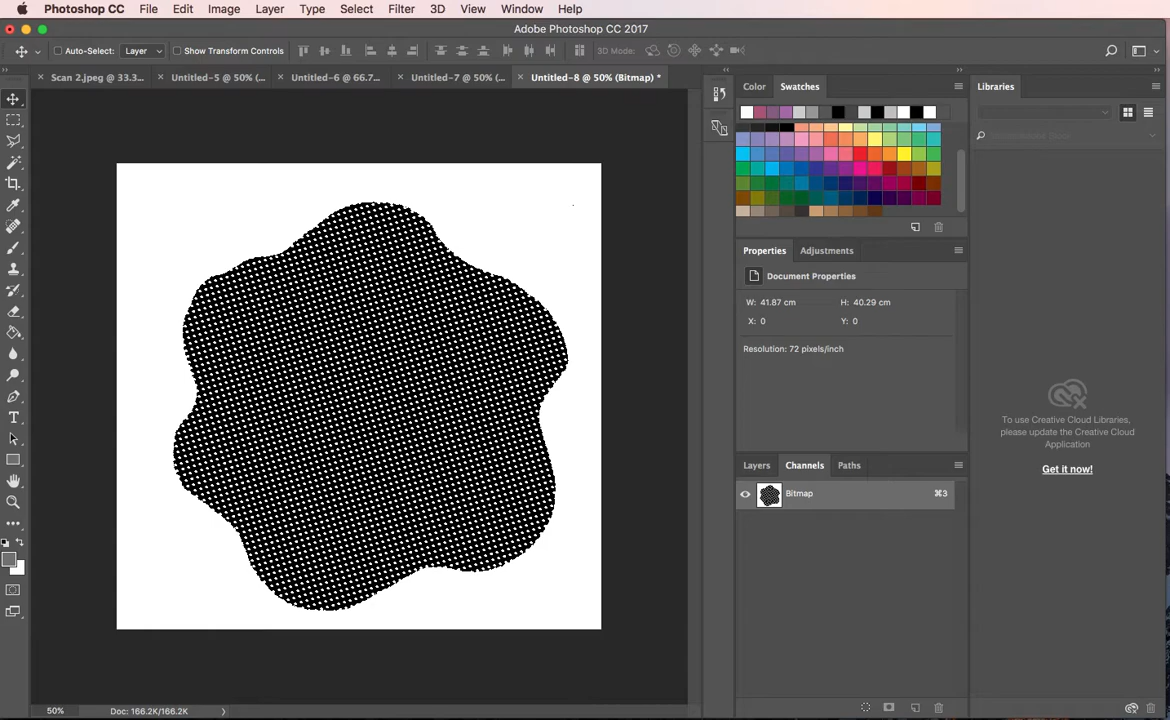 Photoshop CC File Edit Image Layer Type Select Filter 3D View Window Help
Adobe Photoshop CC 2017
Auto-Select: Layer Show Transform Controls 3D Mode:
Scan 2.jpeg @ 33.3... Untitled-5 @ 50% (... Untitled-6 @ 66.7... Untitled-7 @ 50% (... Untitled-8 @ 50% (Bitmap) *
Color Swatches
Libraries
Properties Adjustments
Document Properties
W: 41.87 cm H: 40.29 cm
X: 0 Y: 0
Resolution: 72 pixels/inch
To use Creative Cloud Libraries,
please update the Creative Cloud
Application
Get it now!
Layers Channels Paths
Bitmap ⌘3
50% Doc: 166.2K/166.2K